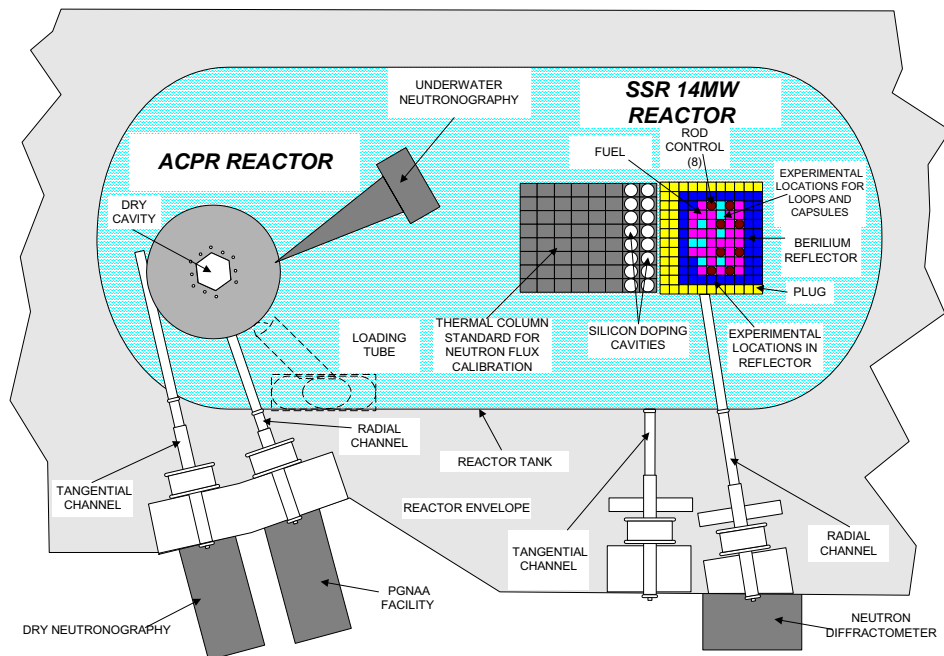 UNDERWATER
NEUTRONOGRAPHY
SSR 14MW
REACTOR
ACPR REACTOR
DRY
CAVITY
FUEL
ROD
CONTROL
(8)
EXPERIMENTAL
LOCATIONS FOR
LOOPS AND
CAPSULES
BERILIUM
REFLECTOR
PLUG
THERMAL COLUMN
STANDARD FOR
NEUTRON FLUX
CALIBRATION
SILICON DOPING
CAVITIES
EXPERIMENTAL
LOCATIONS IN
REFLECTOR
LOADING
TUBE
RADIAL
CHANNEL
REACTOR TANK
TANGENTIAL
CHANNEL
REACTOR ENVELOPE
TANGENTIAL
CHANNEL
RADIAL
CHANNEL
PGNAA
FACILITY
DRY NEUTRONOGRAPHY
NEUTRON
DIFFRACTOMETER